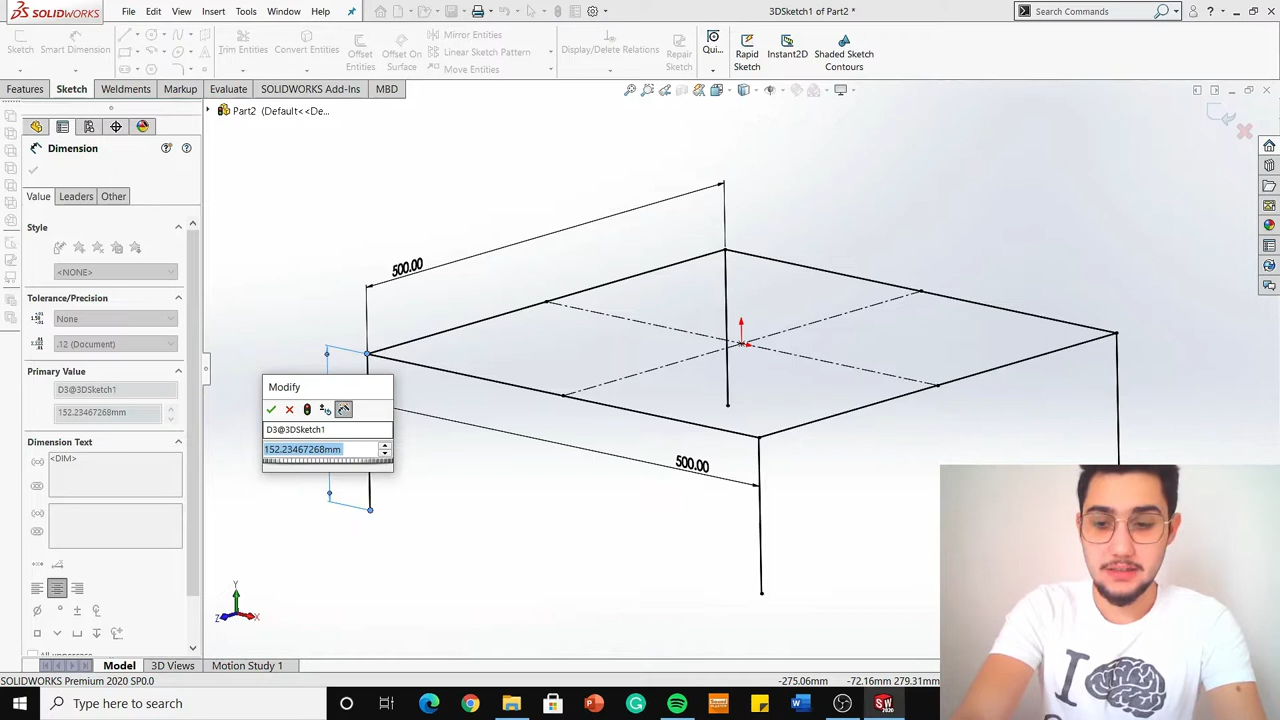 SOLIDWORKS File Edit View Insert Tools Window Help 3DSketch1 of Part2 * Search Commands
Sketch Smart Dimension Trim Entities Convert Entities Offset Entities Offset On Surface Mirror Entities Linear Sketch Pattern Move Entities Display/Delete Relations Repair Sketch Qui... Rapid Sketch Instant2D Shaded Sketch Contours
Features Sketch Weldments Markup Evaluate SOLIDWORKS Add-Ins MBD
Part2 (Default<<De...
Dimension
Value Leaders Other
Style
<NONE>
Tolerance/Precision
None
.12 (Document)
Primary Value
D3@3DSketch1
152.23467268mm
Dimension Text
<DIM>
All uppercase
500.00
Modify
D3@3DSketch1
152.23467268mm
500.00
Y
Z X
I
Model 3D Views Motion Study 1
SOLIDWORKS Premium 2020 SP0.0 -275.06mm -72.16mm 279.31mm
Type here to search